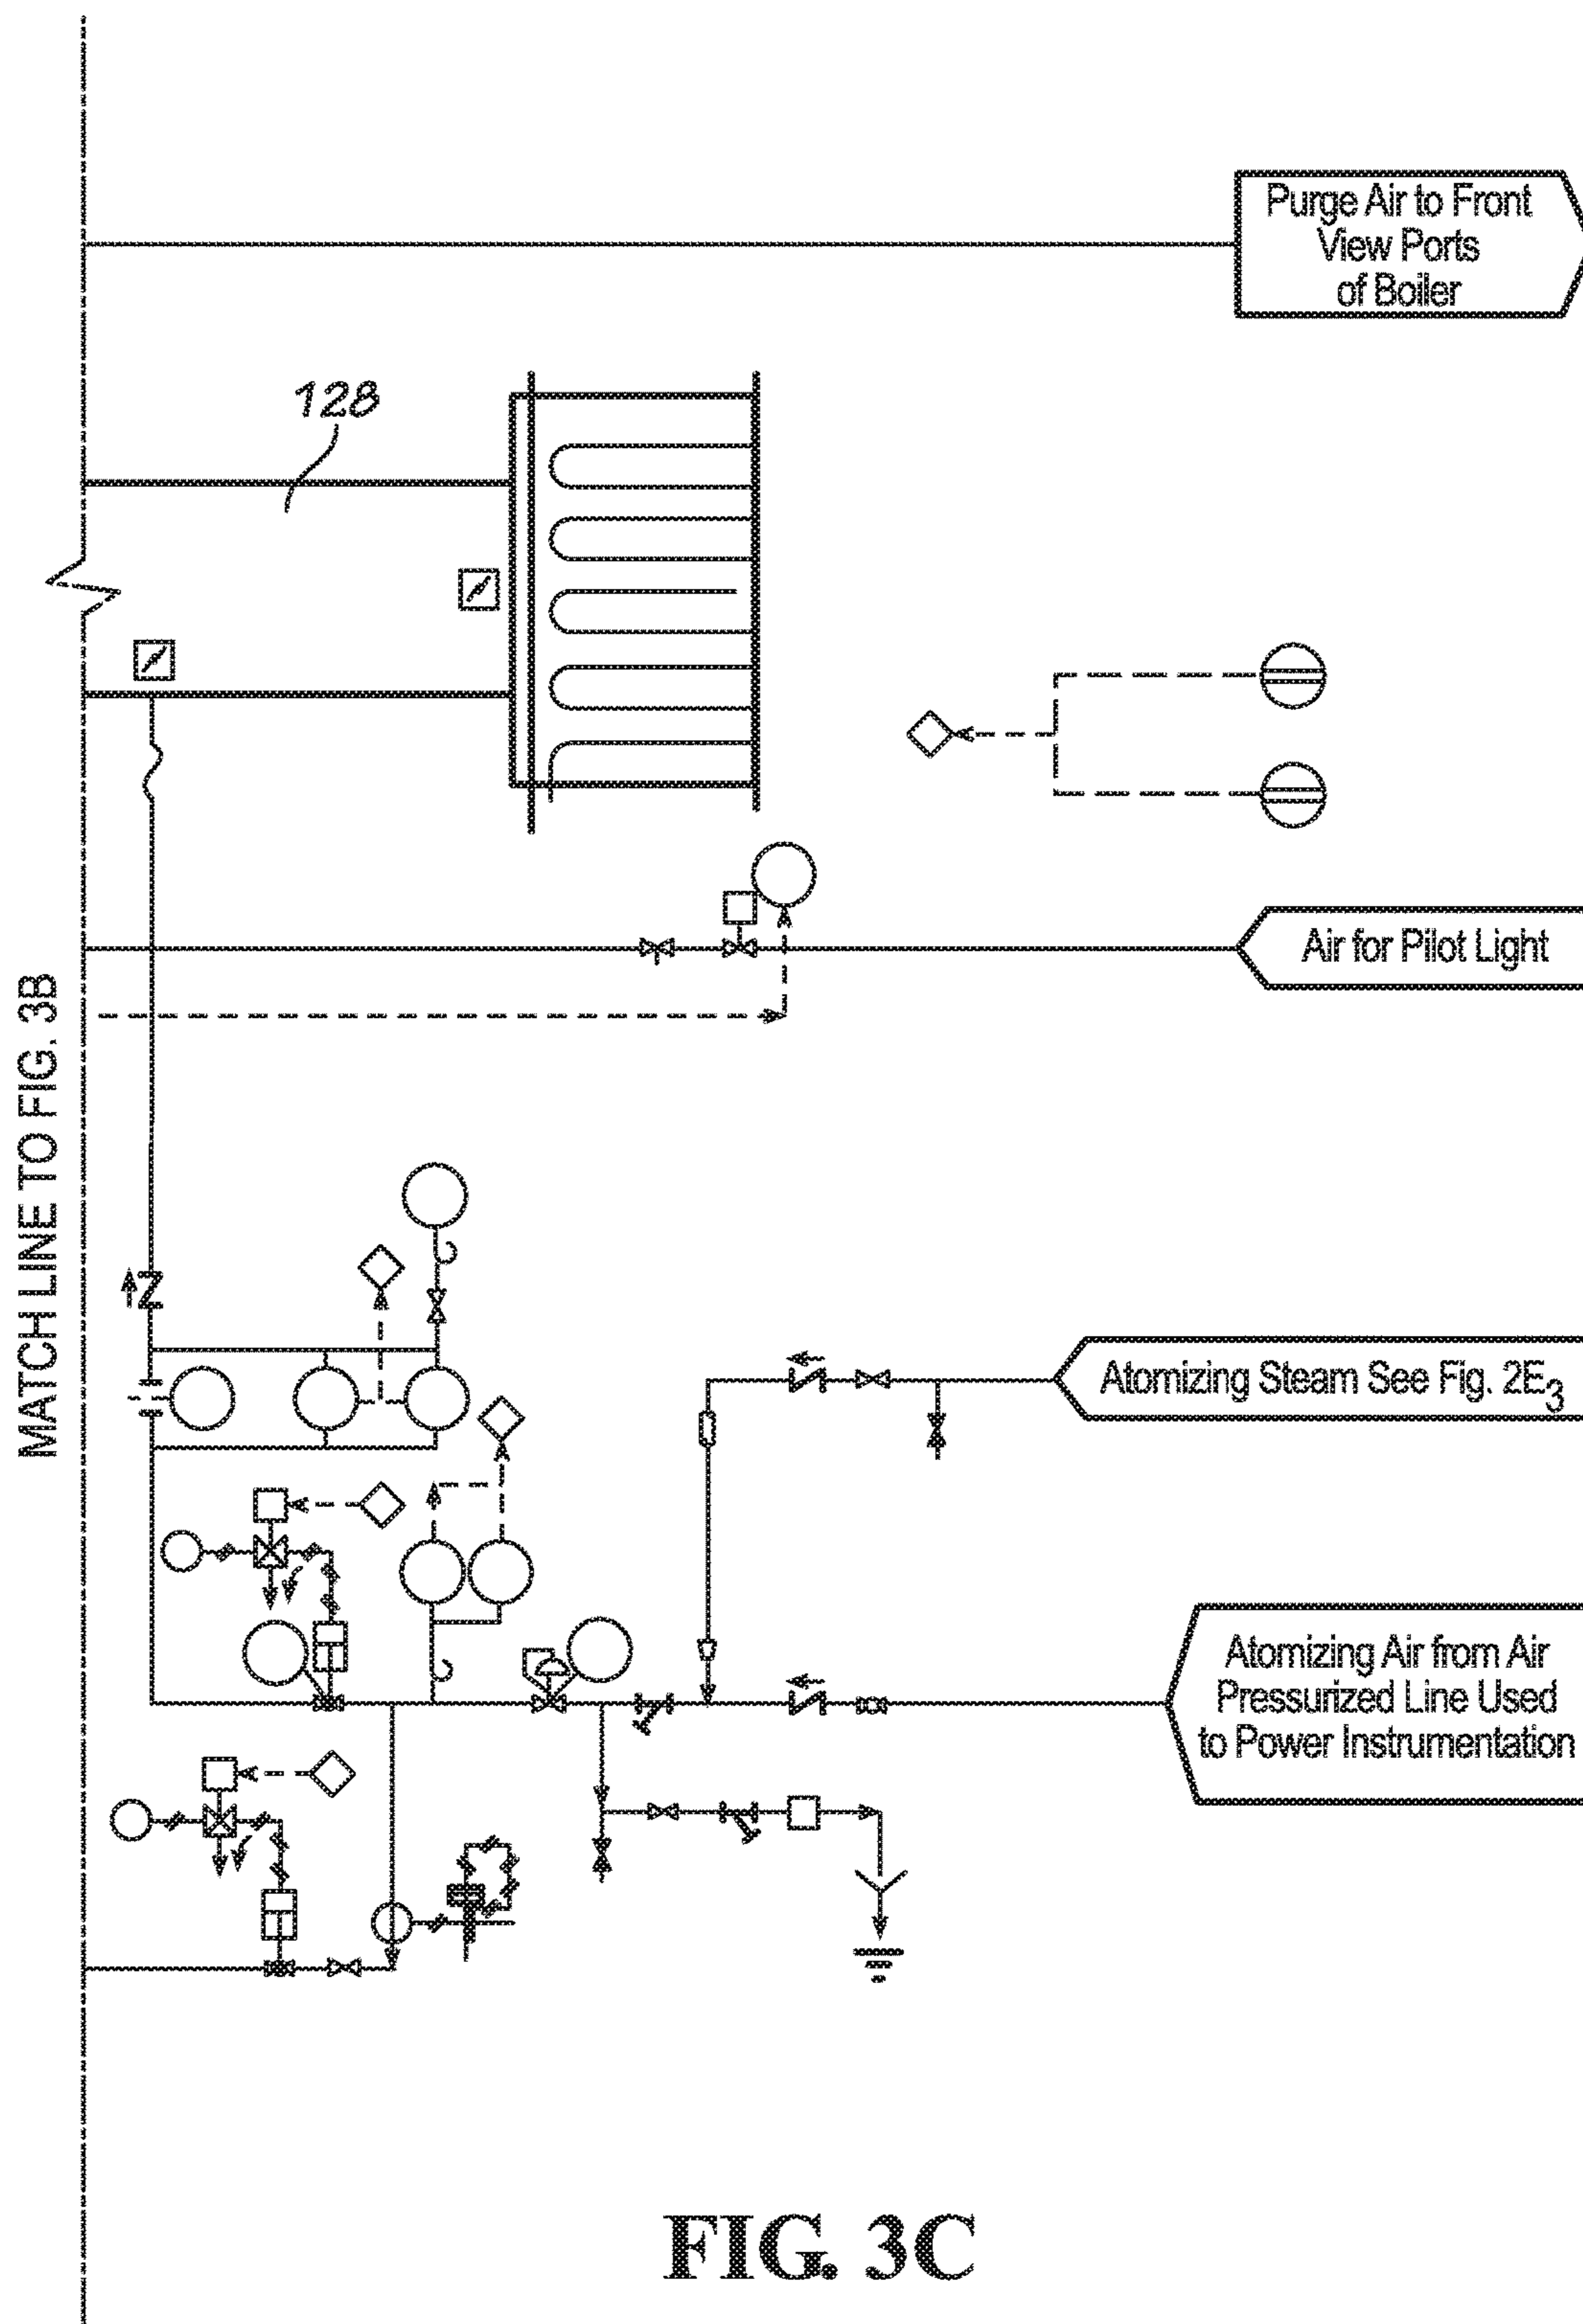 Purge Air to Front
View Ports
of Boiler
128
Air for Pilot Light
MATCH LINE TO FIG. 3B
Atomizing Steam See Fig. 2E3
Atomizing Air from Air
Pressurized Line Used
to Power Instrumentation
FIG. 3C